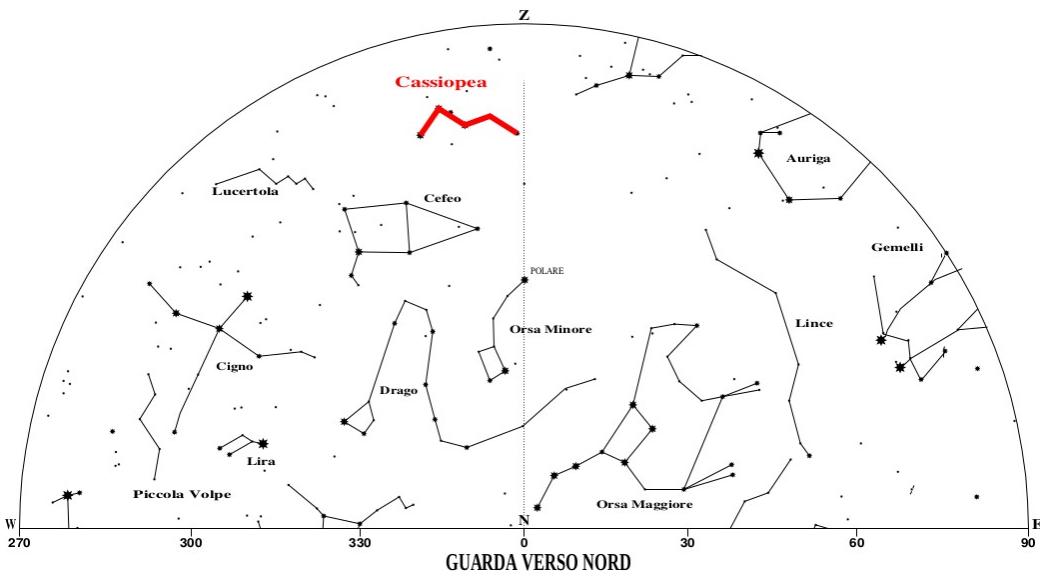 Z
Cassiopea
Auriga
Lucertola
Cefeo
Gemelli
POLARE
Orsa Minore
Lince
Cigno
Drago
Lira
Piccola Volpe
Orsa Maggiore
W N E
270 300 330 0 30 60 90
GUARDA VERSO NORD